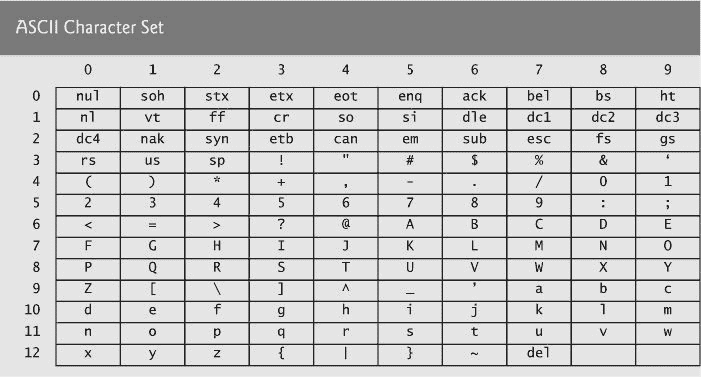 ASCII Character Set
0 1 2 3 4 5 6 7 8 9
0 nul soh stx etx eot enq ack bel bs ht
1 nl vt ff cr so si dle dc1 dc2 dc3
2 dc4 nak syn etb can em sub esc fs gs
3 rs us sp ! " # $ % & ‘
4 ( ) * + , - . / 0 1
5 2 3 4 5 6 7 8 9 : ;
6 < = > ? @ A B C D E
7 F G H I J K L M N O
8 P Q R S T U V W X Y
9 Z [ \ ] ^ _ ’ a b c
10 d e f g h i j k l m
11 n o p q r s t u v w
12 x y z { | } ~ del